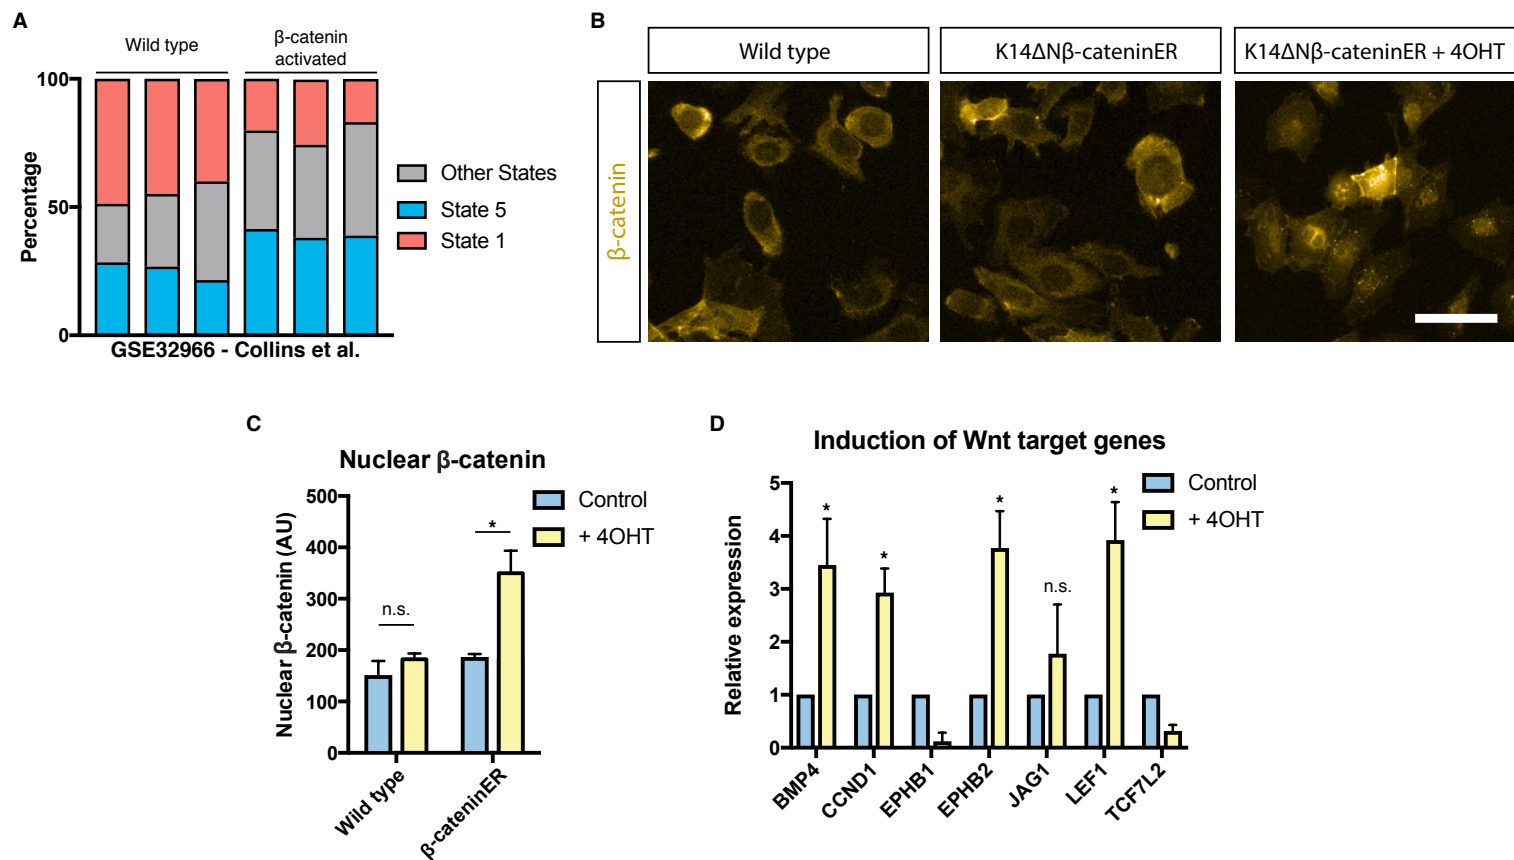 A
Wild type
β-catenin
activated
100
50
0
Percentage
Other States
State 5
State 1
GSE32966 - Collins et al.
B
Wild type
K14ΔNβ-cateninER
K14ΔNβ-cateninER + 4OHT
β-catenin
C
Nuclear β-catenin
500
400
300
200
100
0
Nuclear β-catenin (AU)
n.s.
*
Control
+ 4OHT
Wild type
β-cateninER
D
Induction of Wnt target genes
5
4
3
2
1
0
Relative expression
*
*
*
n.s.
*
Control
+ 4OHT
BMP4
CCND1
EPHB1
EPHB2
JAG1
LEF1
TCF7L2